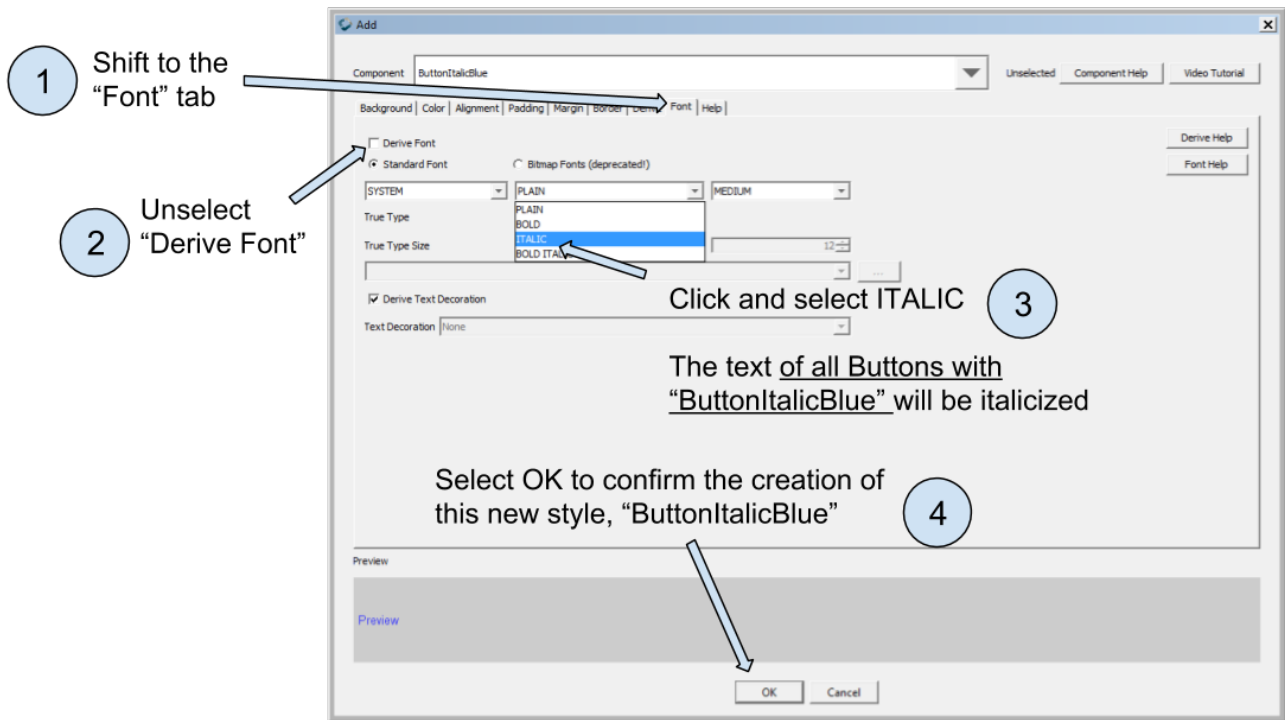 Add
1
Shift to the
“Font” tab
Component ButtonItalicBlue Unselected Component Help Video Tutorial
Background Color Alignment Padding Margin Border Font Help
Derive Font Derive Help
Standard Font Bitmap Fonts (deprecated!) Font Help
SYSTEM PLAIN MEDIUM
2
Unselect
“Derive Font”
True Type PLAIN
BOLD
True Type Size ITALIC 12
BOLD
...
Click and select ITALIC
3
Derive Text Decoration
Text Decoration None
The text of all Buttons with
“ButtonItalicBlue” will be italicized
Select OK to confirm the creation of
this new style, “ButtonItalicBlue”
4
Preview
Preview
OK Cancel